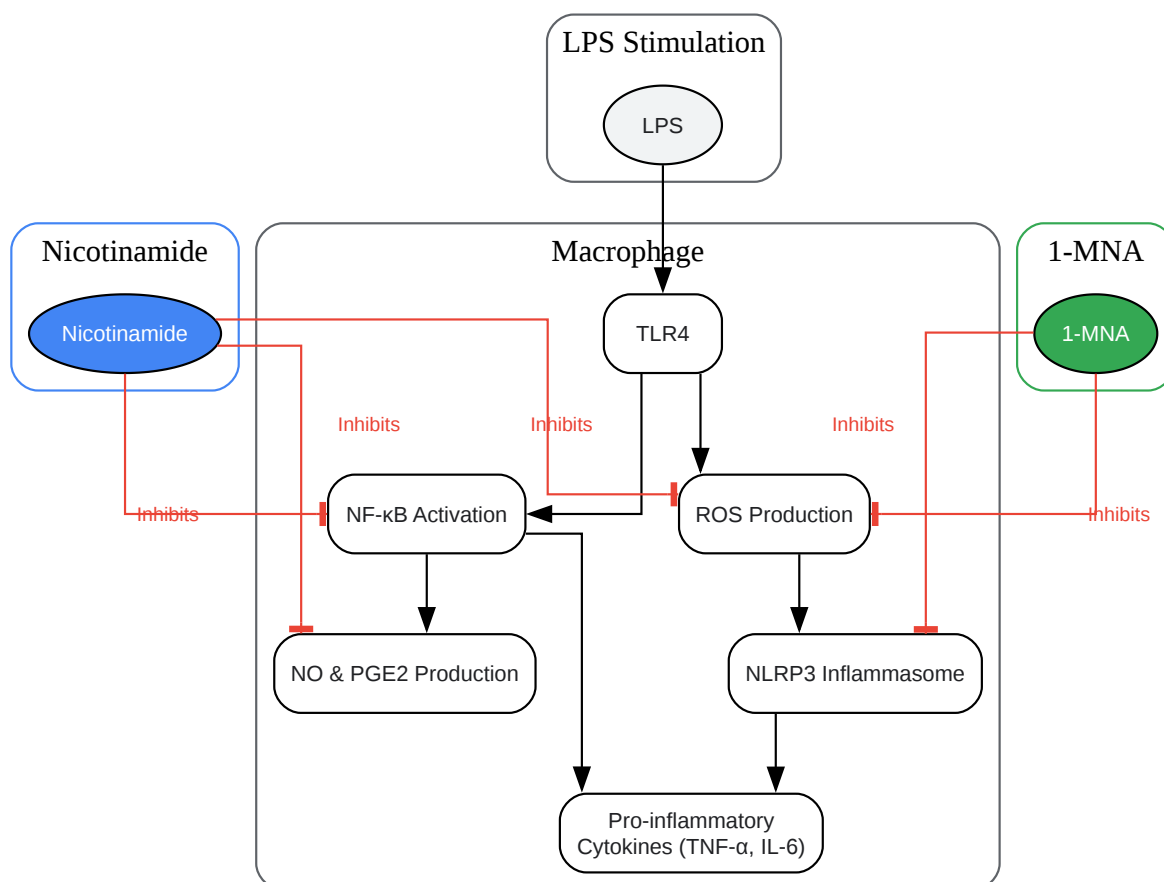 LPS Stimulation
LPS
Nicotinamide
Macrophage
1-MNA
Nicotinamide
TLR4
1-MNA
Inhibits
Inhibits
Inhibits
Inhibits
NF-κB Activation
ROS Production
Inhibits
NO & PGE2 Production
NLRP3 Inflammasome
Pro-inflammatory
Cytokines (TNF-α, IL-6)